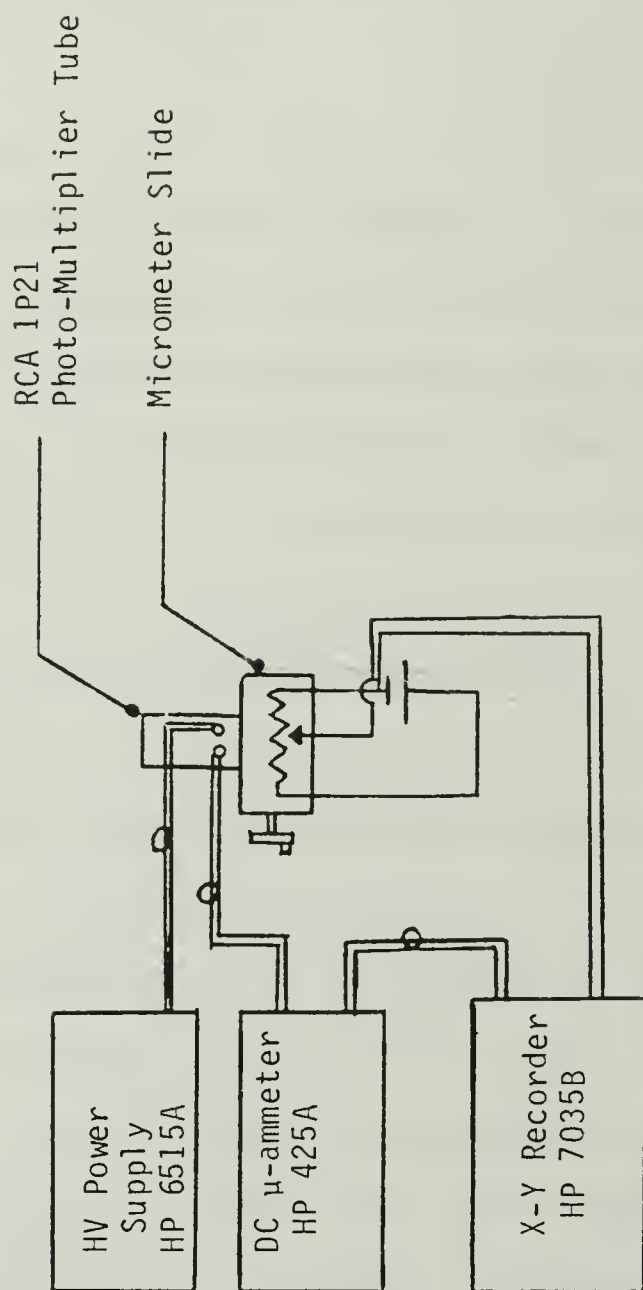 RCA 1P21
Photo-Multiplier Tube
Micrometer Slide
HV Power
Supply
HP 6515A
DC µ-ammeter
HP 425A
X-Y Recorder
HP 7035B